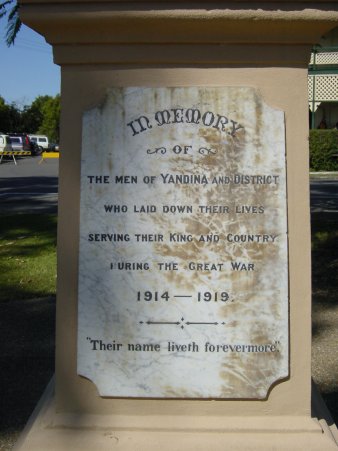 IN MEMORY
OF
THE MEN OF YANDINA AND DISTRICT
WHO LAID DOWN THEIR LIVES
SERVING THEIR KING AND COUNTRY
DURING THE GREAT WAR
1914 — 1919.
"Their name liveth forevermore"